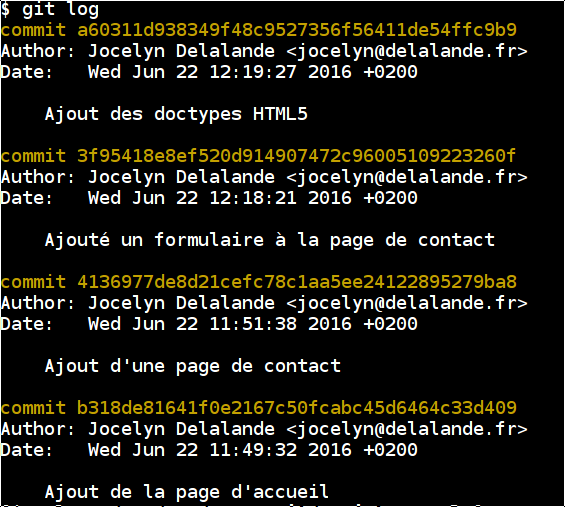 $ git log
commit a60311d938349f48c9527356f56411de54ffc9b9
Author: Jocelyn Delalande <jocelyn@delalande.fr>
Date:   Wed Jun 22 12:19:27 2016 +0200
Ajout des doctypes HTML5
commit 3f95418e8ef520d914907472c96005109223260f
Author: Jocelyn Delalande <jocelyn@delalande.fr>
Date:   Wed Jun 22 12:18:21 2016 +0200
Ajouté un formulaire à la page de contact
commit 4136977de8d21cefc78c1aa5ee24122895279ba8
Author: Jocelyn Delalande <jocelyn@delalande.fr>
Date:   Wed Jun 22 11:51:38 2016 +0200
Ajout d'une page de contact
commit b318de81641f0e2167c50fcabc45d6464c33d409
Author: Jocelyn Delalande <jocelyn@delalande.fr>
Date:   Wed Jun 22 11:49:32 2016 +0200
Ajout de la page d'accueil